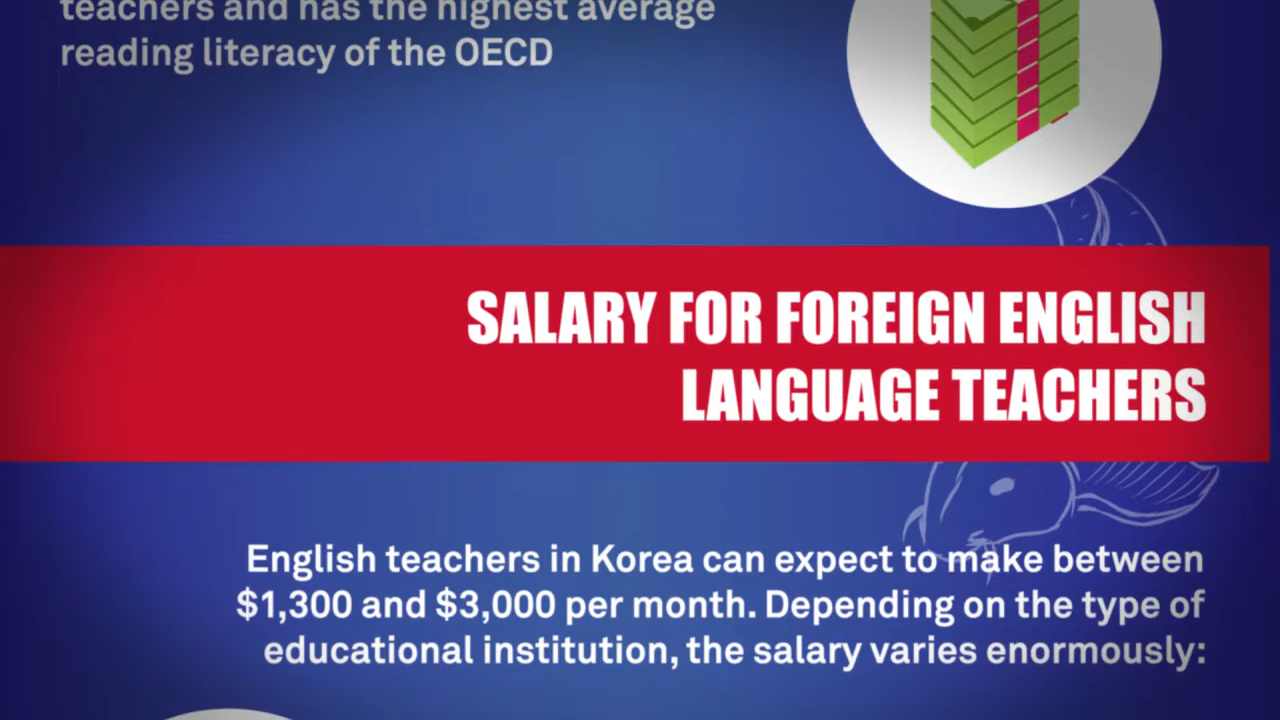 teachers and has the highest average
reading literacy of the OECD
SALARY FOR FOREIGN ENGLISH
LANGUAGE TEACHERS
English teachers in Korea can expect to make between
$1,300 and $3,000 per month. Depending on the type of
educational institution, the salary varies enormously: